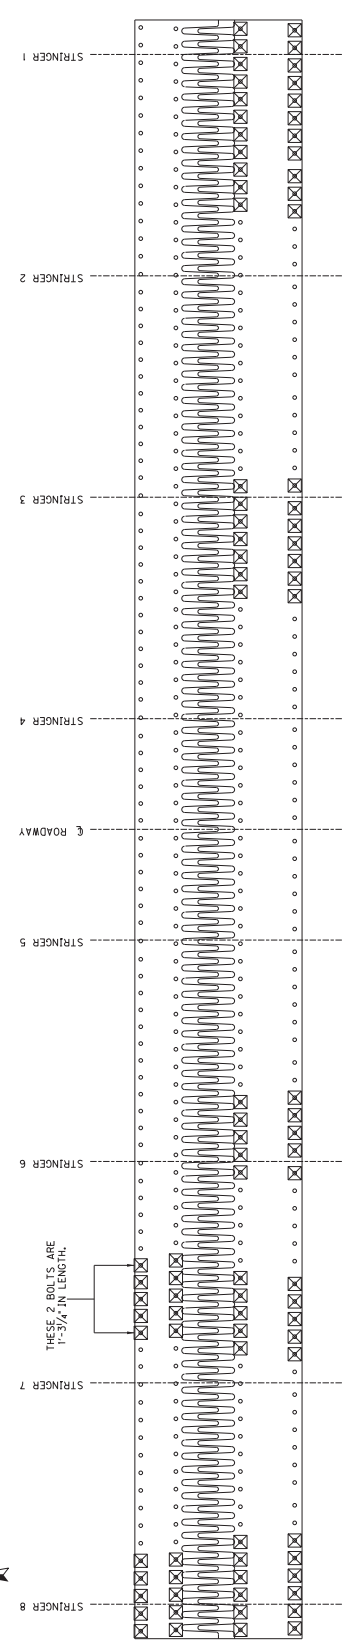 STRINGER 1
STRINGER 2
STRINGER 3
STRINGER 4
℄ ROADWAY
STRINGER 5
STRINGER 6
THESE 2 BOLTS ARE
1'-3¼" IN LENGTH.
STRINGER 7
STRINGER 8